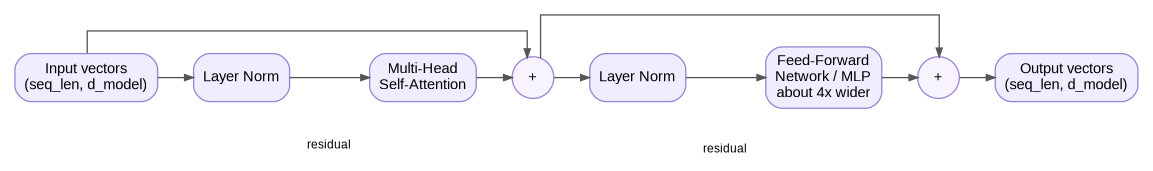 Input vectors
(seq_len, d_model)
Layer Norm
Multi-Head
Self-Attention
+
Layer Norm
Feed-Forward
Network / MLP
about 4x wider
+
Output vectors
(seq_len, d_model)
residual
residual